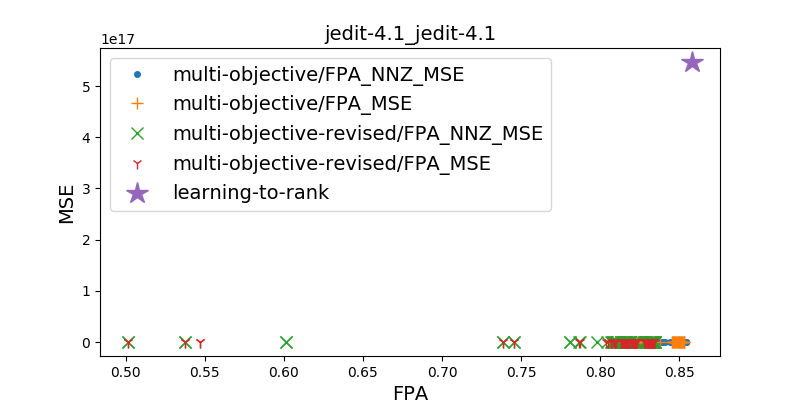 jedit-4.1_jedit-4.1
1e17
multi-objective/FPA_NNZ_MSE
multi-objective/FPA_MSE
multi-objective-revised/FPA_NNZ_MSE
multi-objective-revised/FPA_MSE
learning-to-rank
MSE
5
4
3
2
1
0
0.50 0.55 0.60 0.65 0.70 0.75 0.80 0.85
FPA